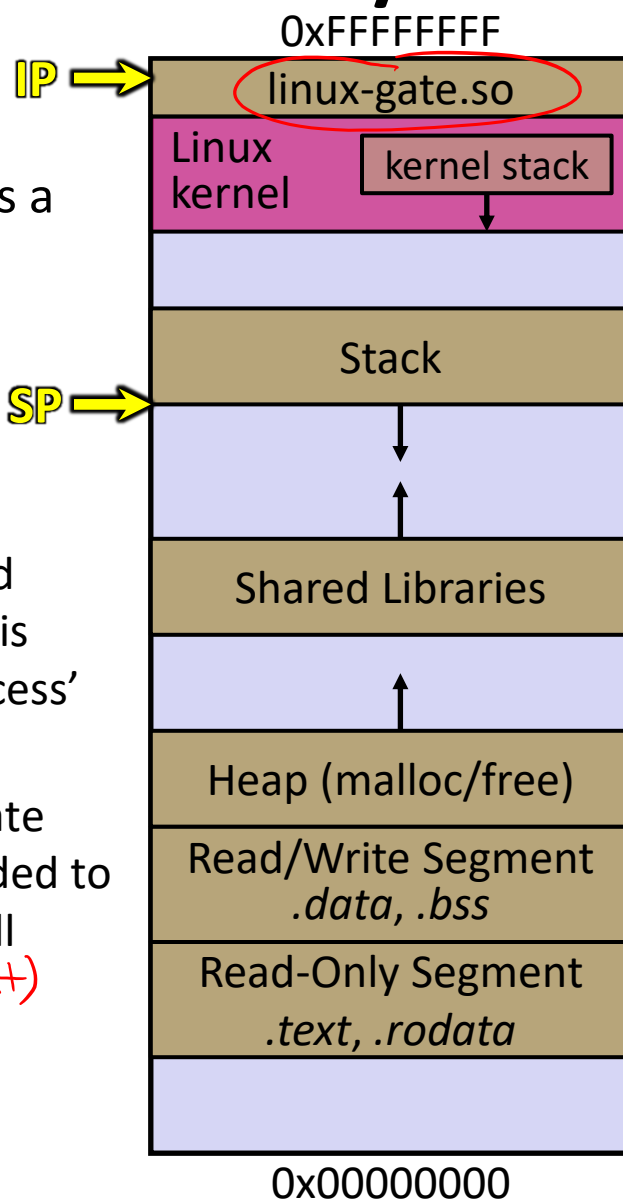 0xFFFFFFFF
IP
linux-gate.so
Linux
kernel
kernel stack
s a
Stack
SP
d
is
cess’
Shared Libraries
ate
ded to
ll
Heap (malloc/free)
Read/Write Segment
.data, .bss
Read-Only Segment
.text, .rodata
0x00000000